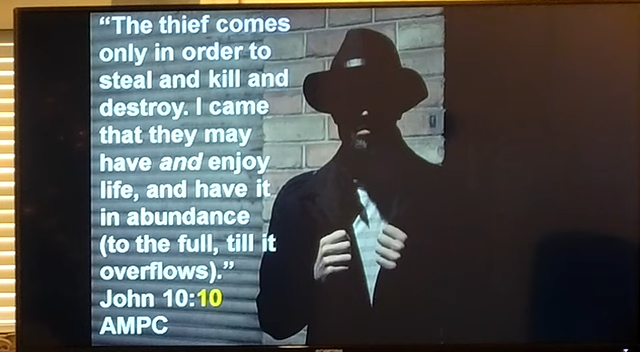 “The thief comes
only in order to
steal and kill and
destroy. I came
that they may
have and enjoy
life, and have it
in abundance
(to the full, till it
overflows).”
John 10:10
AMPC